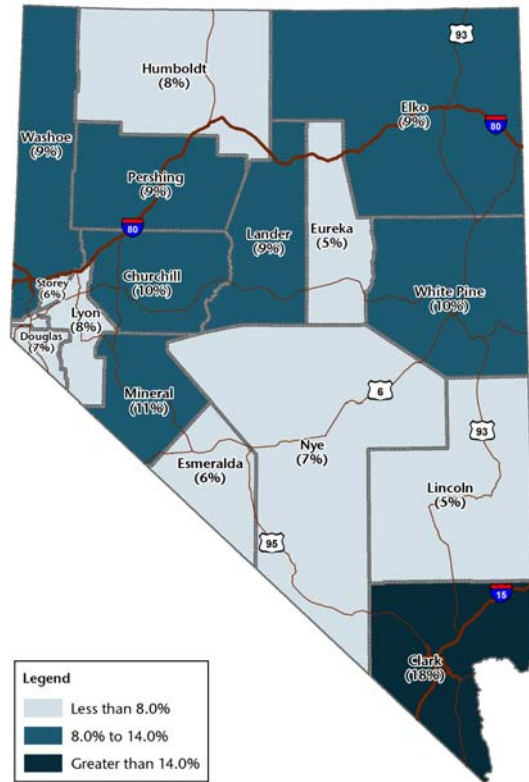 93
Humboldt
(8%)
Elko
(9%)
80
Washoe
(9%)
Pershing
(9%)
80
Lander
(9%)
Eureka
(5%)
Churchill
(10%)
White Pine
(10%)
Storey
(6%)
Lyon
(8%)
Douglas
(7%)
Mineral
(11%)
6
93
Nye
(7%)
Esmeralda
(6%)
Lincoln
(5%)
95
15
Clark
(18%)
Legend
Less than 8.0%
8.0% to 14.0%
Greater than 14.0%